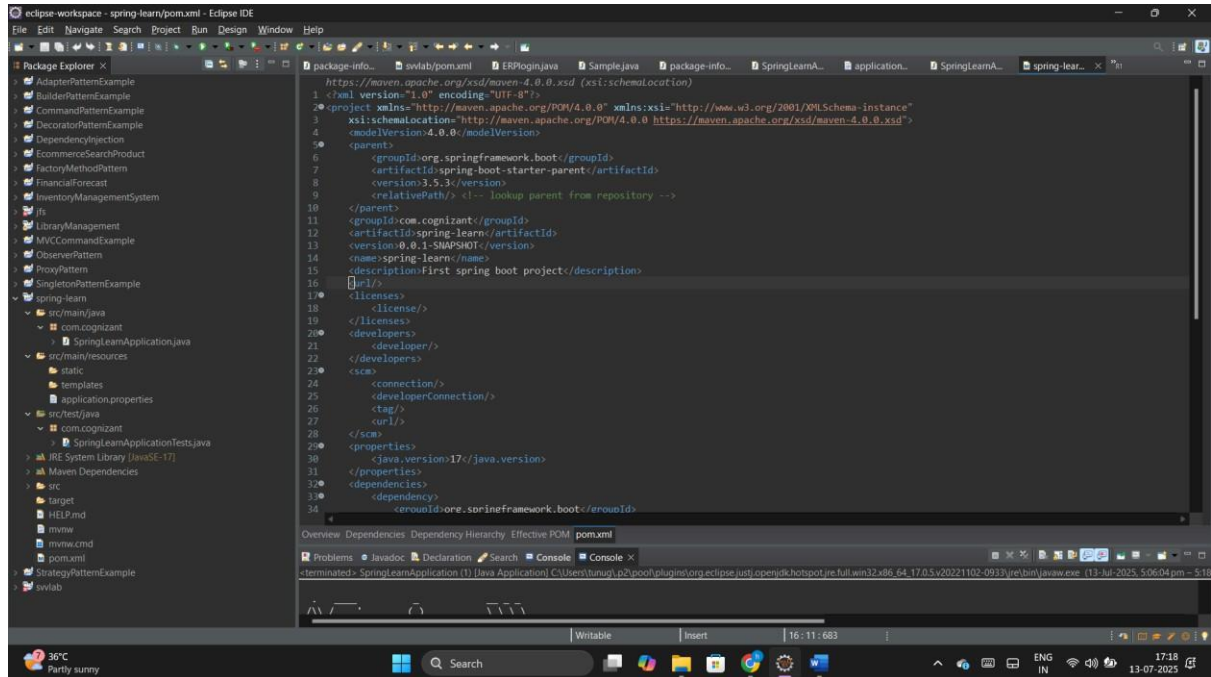 eclipse-workspace - spring-learn/pom.xml - Eclipse IDE
File Edit Navigate Search Project Run Design Window Help
Package Explorer
AdapterPatternExample
BuilderPatternExample
CommandPatternExample
DecoratorPatternExample
DependencyInjection
EcommerceSearchProduct
FactoryMethodPattern
FinancialForecast
InventoryManagementSystem
jfs
LibraryManagement
MVCCommandExample
ObserverPattern
ProxyPattern
SingletonPatternExample
spring-learn
src/main/java
com.cognizant
SpringLearnApplication.java
src/main/resources
static
templates
application.properties
src/test/java
com.cognizant
SpringLearnApplicationTests.java
JRE System Library [JavaSE-17]
Maven Dependencies
src
target
HELP.md
mvnw
mvnw.cmd
pom.xml
StrategyPatternExample
svvlab
package-info... svvlab/pom.xml ERPlogin.java Sample.java package-info... SpringLearnA... application... SpringLearnA... spring-lear...
https://maven.apache.org/xsd/maven-4.0.0.xsd (xsi:schemaLocation)
1 <?xml version="1.0" encoding="UTF-8"?>
2 <project xmlns="http://maven.apache.org/POM/4.0.0" xmlns:xsi="http://www.w3.org/2001/XMLSchema-instance"
3 xsi:schemaLocation="http://maven.apache.org/POM/4.0.0 https://maven.apache.org/xsd/maven-4.0.0.xsd">
4 <modelVersion>4.0.0</modelVersion>
5 <parent>
6 <groupId>org.springframework.boot</groupId>
7 <artifactId>spring-boot-starter-parent</artifactId>
8 <version>3.5.3</version>
9 <relativePath/> <!-- lookup parent from repository -->
10 </parent>
11 <groupId>com.cognizant</groupId>
12 <artifactId>spring-learn</artifactId>
13 <version>0.0.1-SNAPSHOT</version>
14 <name>spring-learn</name>
15 <description>First spring boot project</description>
16 <url/>
17 <licenses>
18 <license/>
19 </licenses>
20 <developers>
21 <developer/>
22 </developers>
23 <scm>
24 <connection/>
25 <developerConnection/>
26 <tag/>
27 <url/>
28 </scm>
29 <properties>
30 <java.version>17</java.version>
31 </properties>
32 <dependencies>
33 <dependency>
34 <groupId>org.springframework.boot</groupId>
Overview Dependencies Dependency Hierarchy Effective POM pom.xml
Problems Javadoc Declaration Search Console Console
<terminated> SpringLearnApplication (1) [Java Application] C:\Users\tunug\.p2\pool\plugins\org.eclipse.justj.openjdk.hotspot.jre.full.win32.x86_64_17.0.5.v20221102-0933\jre\bin\javaw.exe (13-Jul-2025, 5:06:04 pm – 5:18
Writable Insert 16 : 11 : 683
7
36°C
Partly sunny
Search
ENG
IN
17:18
13-07-2025